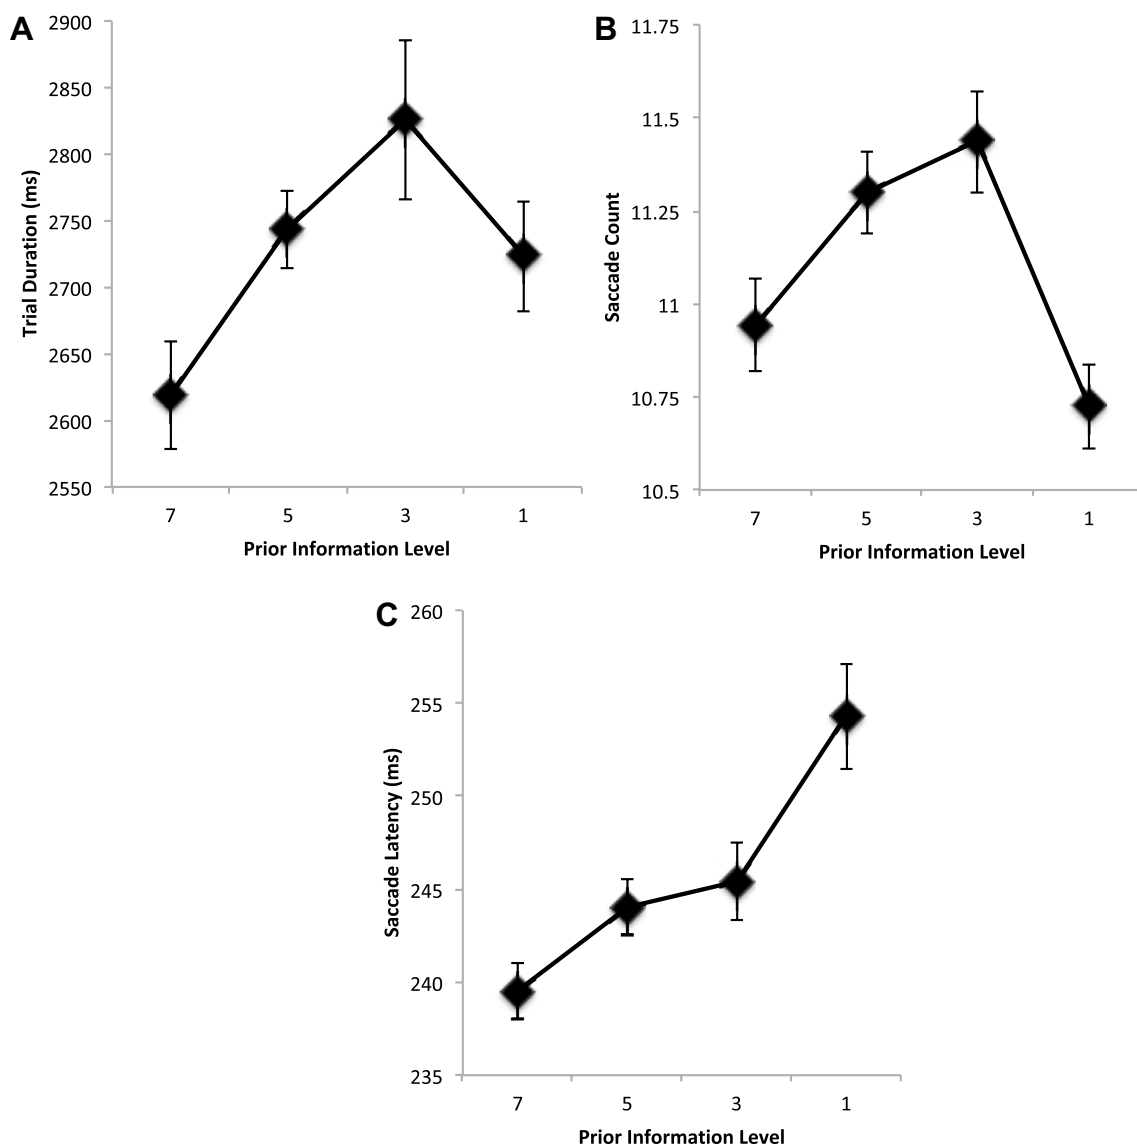 A
2900
2850
2800
2750
2700
2650
2600
2550
Trial Duration (ms)
7 5 3 1
Prior Information Level
B
11.75
11.5
11.25
11
10.75
10.5
Saccade Count
7 5 3 1
Prior Information Level
C
260
255
250
245
240
235
Saccade Latency (ms)
7 5 3 1
Prior Information Level